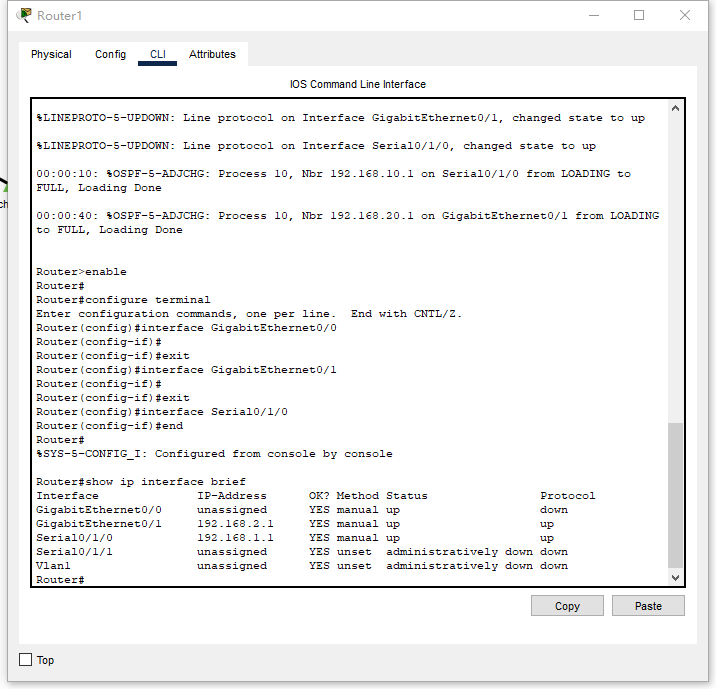 Router1
Physical Config CLI Attributes
IOS Command Line Interface
%LINEPROTO-5-UPDOWN: Line protocol on Interface GigabitEthernet0/1, changed state to up
%LINEPROTO-5-UPDOWN: Line protocol on Interface Serial0/1/0, changed state to up
00:00:10: %OSPF-5-ADJCHG: Process 10, Nbr 192.168.10.1 on Serial0/1/0 from LOADING to
FULL, Loading Done
00:00:40: %OSPF-5-ADJCHG: Process 10, Nbr 192.168.20.1 on GigabitEthernet0/1 from LOADING
to FULL, Loading Done
Router>enable
Router#
Router#configure terminal
Enter configuration commands, one per line.  End with CNTL/Z.
Router(config)#interface GigabitEthernet0/0
Router(config-if)#
Router(config-if)#exit
Router(config)#interface GigabitEthernet0/1
Router(config-if)#
Router(config-if)#exit
Router(config)#interface Serial0/1/0
Router(config-if)#end
Router#
%SYS-5-CONFIG_I: Configured from console by console
Router#show ip interface brief
Interface              IP-Address      OK? Method Status                Protocol
GigabitEthernet0/0     unassigned      YES manual up                    down
GigabitEthernet0/1     192.168.2.1     YES manual up                    up
Serial0/1/0            192.168.1.1     YES manual up                    up
Serial0/1/1            unassigned      YES unset  administratively down down
Vlan1                  unassigned      YES unset  administratively down down
Router#
Copy Paste
Top